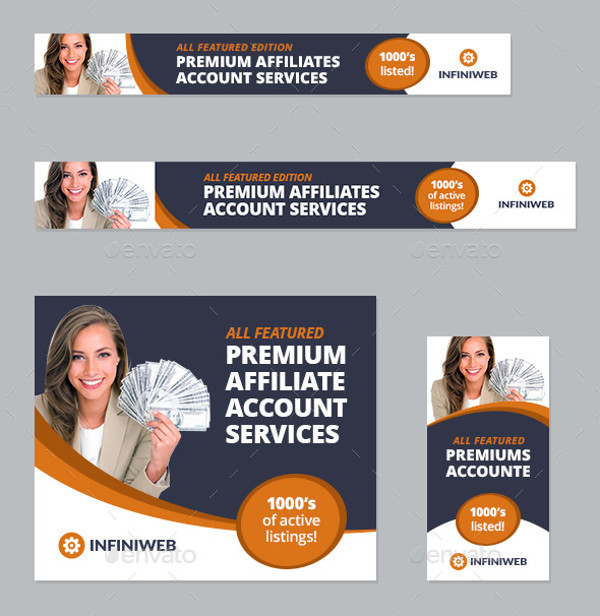 ALL FEATURED EDITION
PREMIUM AFFILIATES
ACCOUNT SERVICES
1000's
listed!
INFINIWEB
ALL FEATURED EDITION
PREMIUM AFFILIATES
ACCOUNT SERVICES
1000's
of active
listings!
INFINIWEB
envato
envato
ALL FEATURED
PREMIUM
AFFILIATE
ACCOUNT
SERVICES
1000's
of active
listings!
INFINIWEB
envato
ALL FEATURED
PREMIUMS
ACCOUNTE
1000's
listed!
INFINIWEB
envato